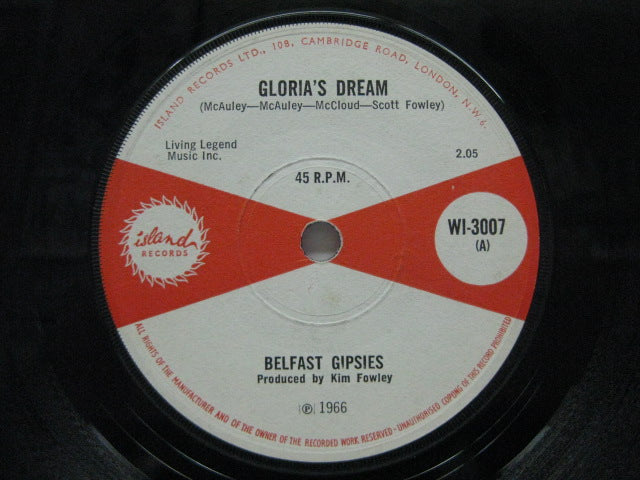 ISLAND RECORDS LTD., 108, CAMBRIDGE ROAD, LONDON, N.W.6.
GLORIA'S DREAM
(McAuley—McAuley—McCloud—Scott Fowley)
Living Legend
Music Inc.
2.05
45 R.P.M.
island
RECORDS
WI-3007
(A)
BELFAST GIPSIES
Produced by Kim Fowley
℗ 1966
ALL RIGHTS OF THE MANUFACTURER AND OF THE OWNER OF THE RECORDED WORK RESERVED—UNAUTHORISED COPYING OF THIS RECORD PROHIBITED